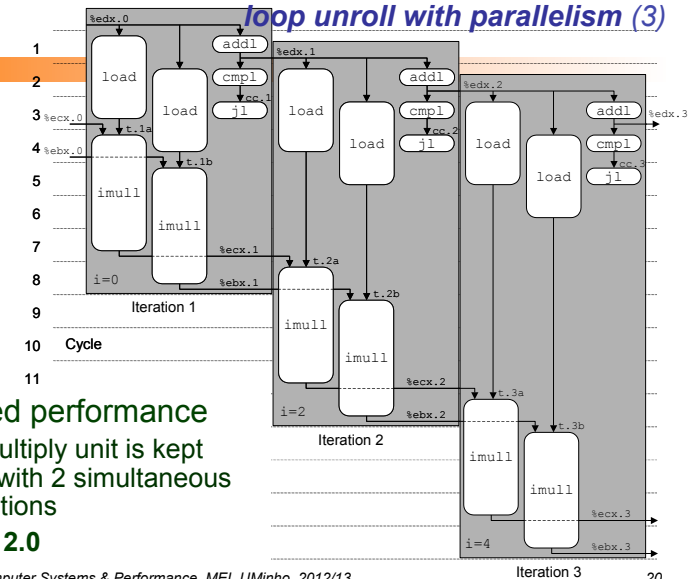 loop unroll with parallelism (3)
%edx.0
1
addl
%edx.1
2
load
cmpl
addl
%edx.2
3
%ecx.0
load
cc.1
jl
load
cmpl
addl
%edx.3
t.1a
load
cc.2
jl
load
cmpl
4
%ebx.0
t.1b
load
cc.3
jl
5
imull
6
imull
7
%ecx.1
t.2a
8
i=0
%ebx.1
t.2b
Iteration 1
9
imull
10
Cycle
imull
11
%ecx.2
t.3a
ed performance
i=2
%ebx.2
t.3b
ultiply unit is kept
Iteration 2
with 2 simultaneous
imull
tions
imull
%ecx.3
2.0
i=4
%ebx.3
puter Systems & Performance, MEI, UMinho, 2012/13
Iteration 3
20